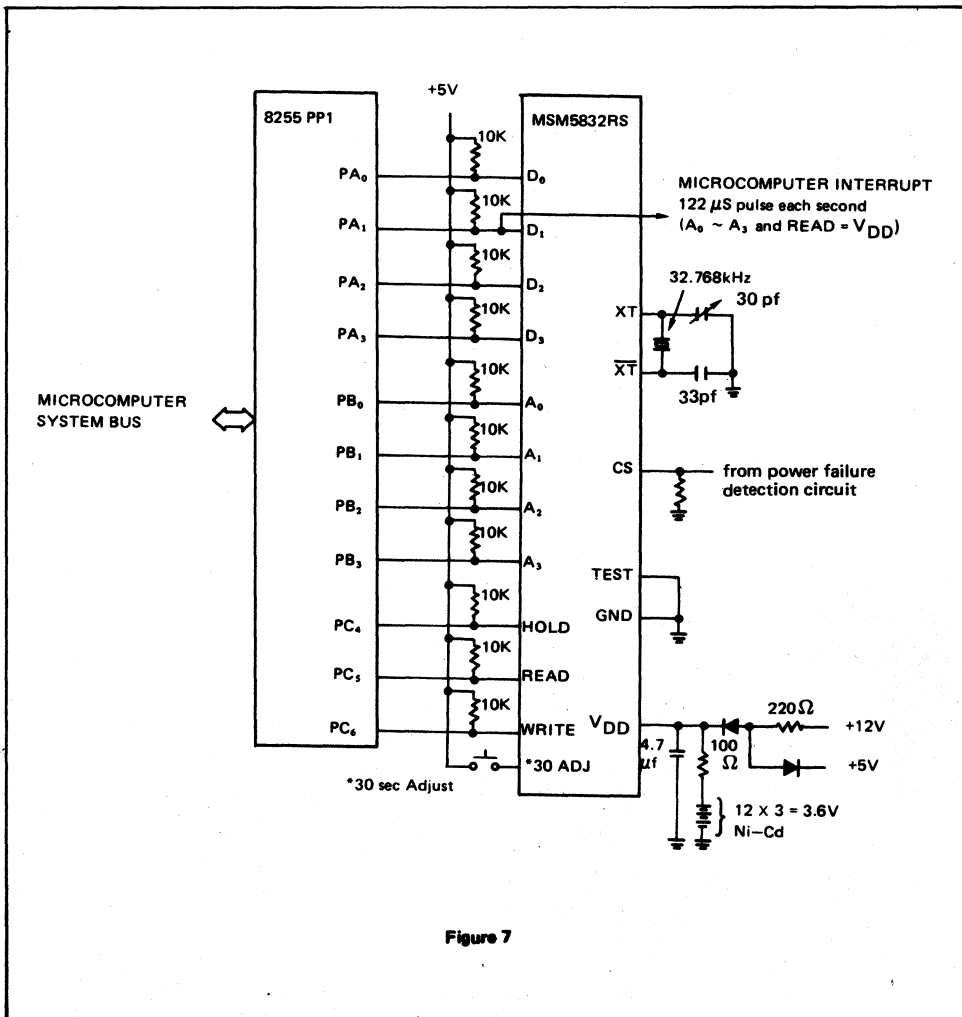 +5V
8255 PP1
MSM5832RS
10K
PA₀
D₀
10K
PA₁
D₁
MICROCOMPUTER INTERRUPT
122 μS pulse each second
(A₀ ~ A₃ and READ = VDD)
10K
PA₂
D₂
10K
PA₃
D₃
32.768kHz
30 pf
XT
X̅T̅
33pf
10K
PB₀
A₀
MICROCOMPUTER
SYSTEM BUS
10K
PB₁
A₁
10K
PB₂
A₂
10K
PB₃
A₃
CS
from power failure
detection circuit
TEST
GND
10K
PC₄
HOLD
10K
PC₅
READ
10K
PC₆
WRITE
VDD
220Ω
+12V
4.7
μf
100
Ω
+5V
*30 ADJ
*30 sec Adjust
12 X 3 = 3.6V
Ni–Cd
Figure 7